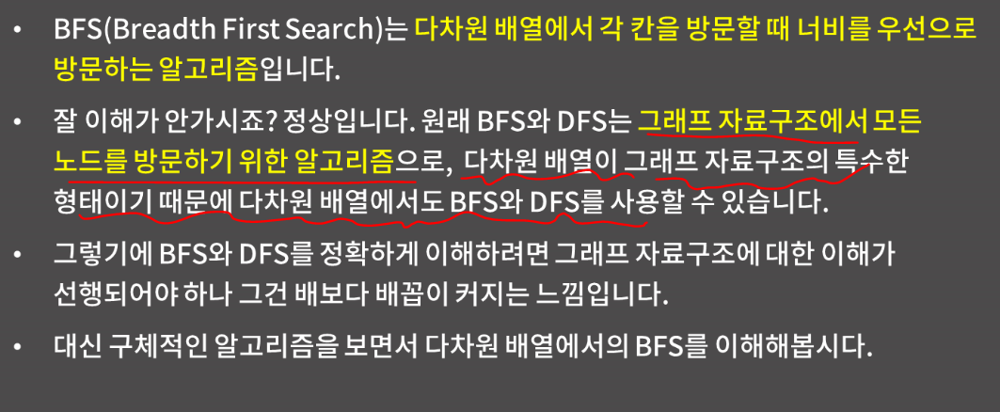 • BFS(Breadth First Search)는 다차원 배열에서 각 칸을 방문할 때 너비를 우선으로
방문하는 알고리즘입니다.
• 잘 이해가 안가시죠? 정상입니다. 원래 BFS와 DFS는 그래프 자료구조에서 모든
노드를 방문하기 위한 알고리즘으로, 다차원 배열이 그래프 자료구조의 특수한
형태이기 때문에 다차원 배열에서도 BFS와 DFS를 사용할 수 있습니다.
• 그렇기에 BFS와 DFS를 정확하게 이해하려면 그래프 자료구조에 대한 이해가
선행되어야 하나 그건 배보다 배꼽이 커지는 느낌입니다.
• 대신 구체적인 알고리즘을 보면서 다차원 배열에서의 BFS를 이해해봅시다.